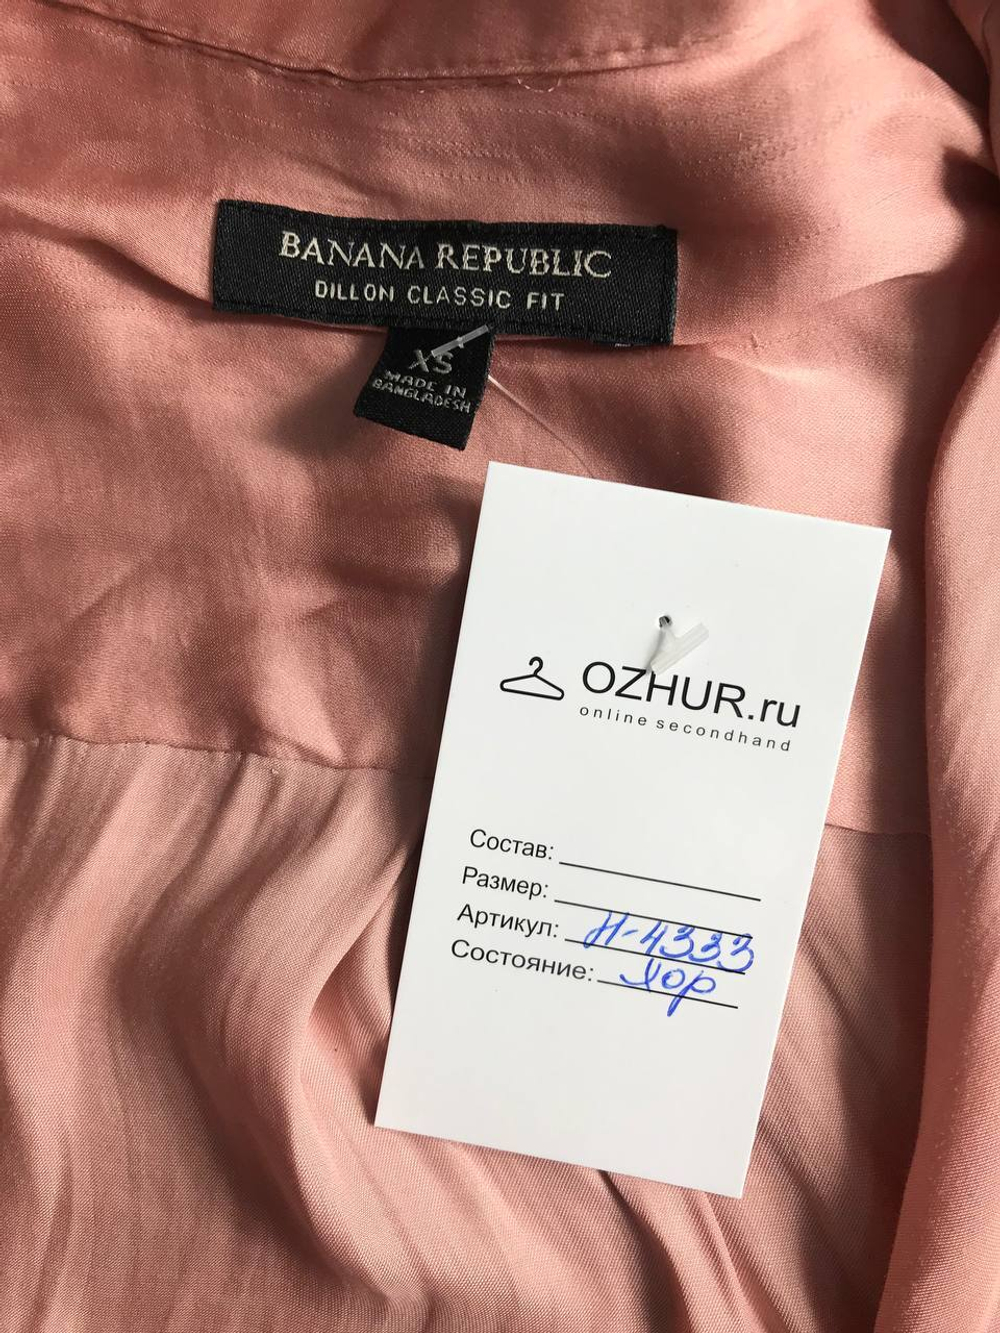 BANANA REPUBLIC
DILLON CLASSIC FIT
XS
MADE IN
BANGLADESH
OZHUR.ru
online secondhand
Состав:
Размер:
Артикул: Н-4333
Состояние: Хор